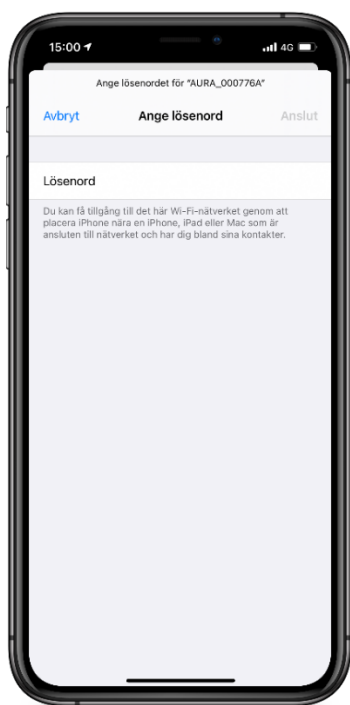 15:00
4G
Ange lösenordet för "AURA_000776A"
Avbryt
Ange lösenord
Anslut
Lösenord
Du kan få tillgång till det här Wi-Fi-nätverket genom att
placera iPhone nära en iPhone, iPad eller Mac som är
ansluten till nätverket och har dig bland sina kontakter.